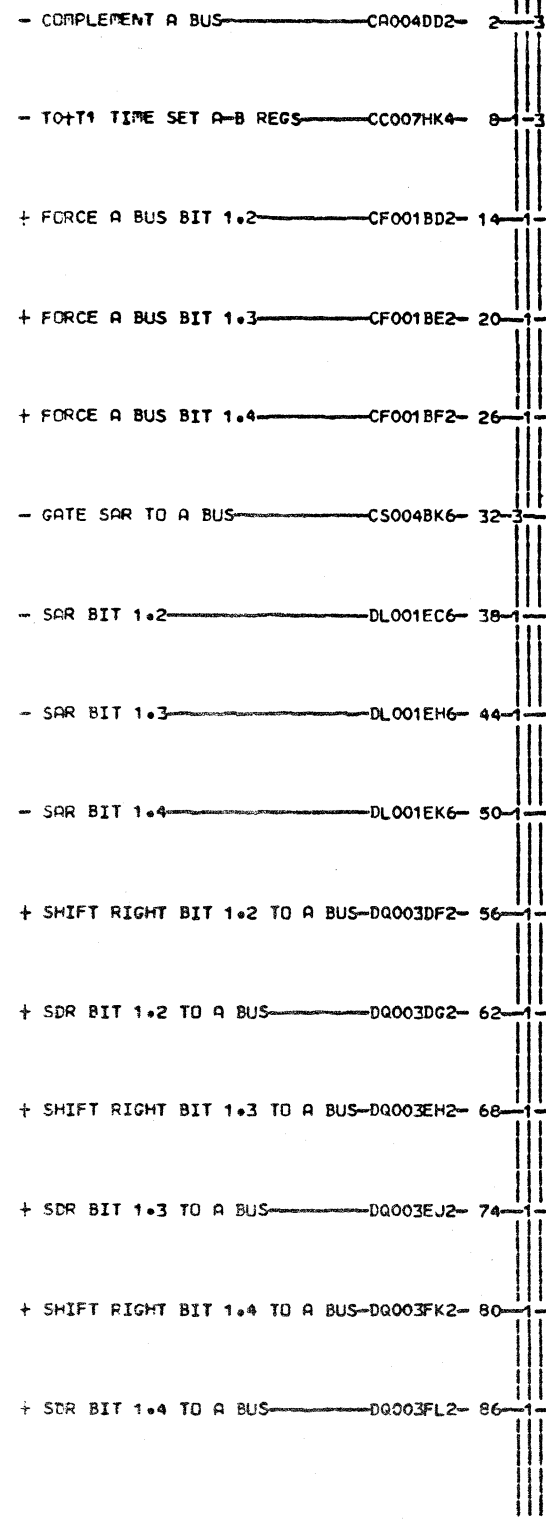 - COMPLEMENT A BUS CA004DD2- 2 3
- T0+T1 TIME SET A-B REGS CC007HK4- 8-1-3
+ FORCE A BUS BIT 1.2 CF001BD2- 14 1-
+ FORCE A BUS BIT 1.3 CF001BE2- 20 1-
+ FORCE A BUS BIT 1.4 CF001BF2- 26 1-
- GATE SAR TO A BUS CS004BK6- 32-3
- SAR BIT 1.2 DL001EC6- 38-1
- SAR BIT 1.3 DL001EH6- 44-1
- SAR BIT 1.4 DL001EK6- 50-1
+ SHIFT RIGHT BIT 1.2 TO A BUS-DQ003DF2- 56 1-
+ SDR BIT 1.2 TO A BUS DQ003DG2- 62 1-
+ SHIFT RIGHT BIT 1.3 TO A BUS-DQ003EH2- 68 1-
+ SDR BIT 1.3 TO A BUS DQ003EJ2- 74 1-
+ SHIFT RIGHT BIT 1.4 TO A BUS-DQ003FK2- 80 1-
+ SDR BIT 1.4 TO A BUS DQ003FL2- 86 1-